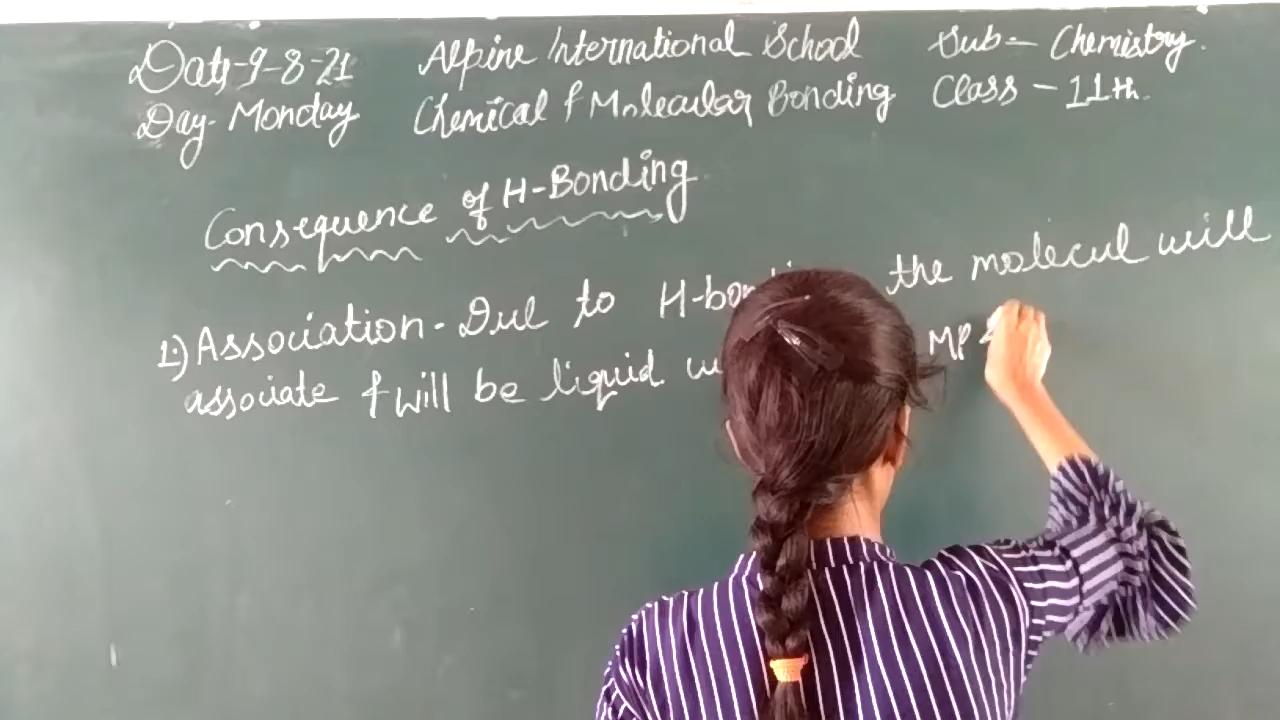 Date-9-8-21 Alpine International School Sub- Chemistry.
Day- Monday Chemical & Molecular Bonding Class - 11th.
Consequence of H-Bonding
1.) Association - Due to H- the molecul will
associate & will be liquid MP